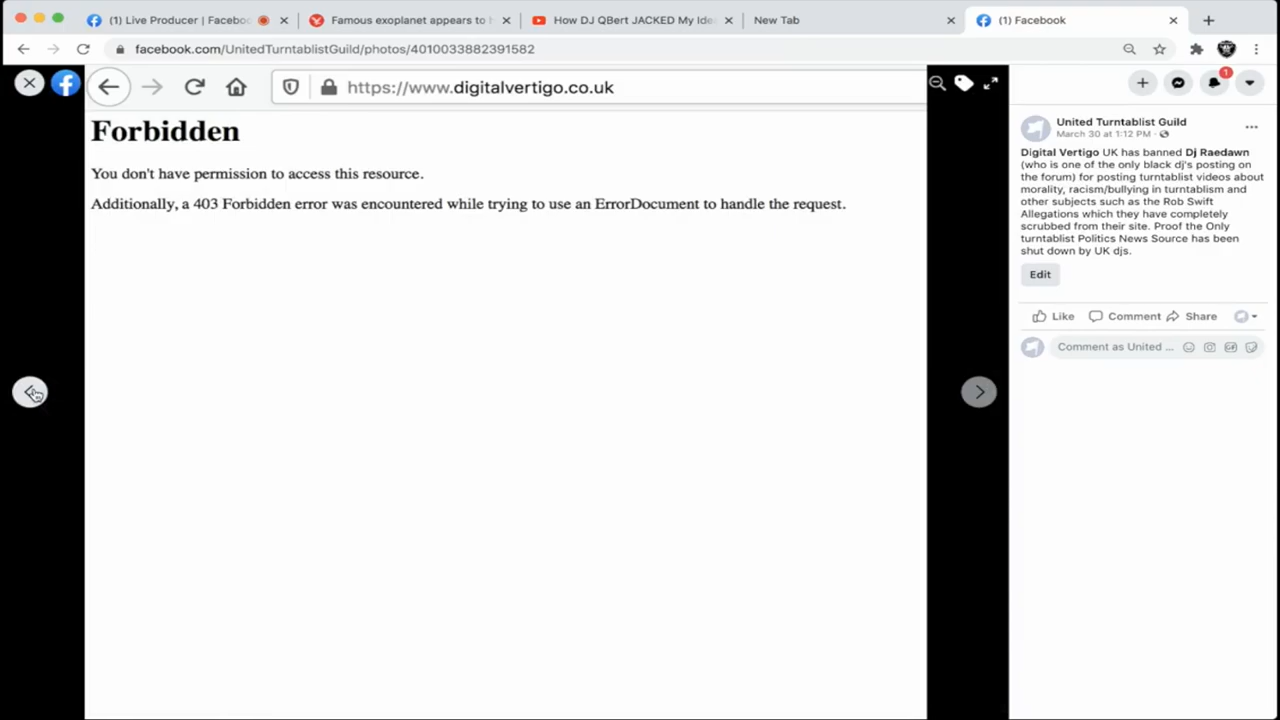 (1) Live Producer | Faceboo
Famous exoplanet appears to h
How DJ QBert JACKED My Ide
New Tab
(1) Facebook
facebook.com/UnitedTurntablistGuild/photos/4010033882391582
https://www.digitalvertigo.co.uk
Forbidden
You don't have permission to access this resource.
Additionally, a 403 Forbidden error was encountered while trying to use an ErrorDocument to handle the request.
1
United Turntablist Guild
March 30 at 1:12 PM ·
Digital Vertigo UK has banned Dj Raedawn
(who is one of the only black dj's posting on
the forum) for posting turntablist videos about
morality, racism/bullying in turntablism and
other subjects such as the Rob Swift
Allegations which they have completely
scrubbed from their site. Proof the Only
turntablist Politics News Source has been
shut down by UK djs.
Edit
Like Comment Share
Comment as United ...
GIF